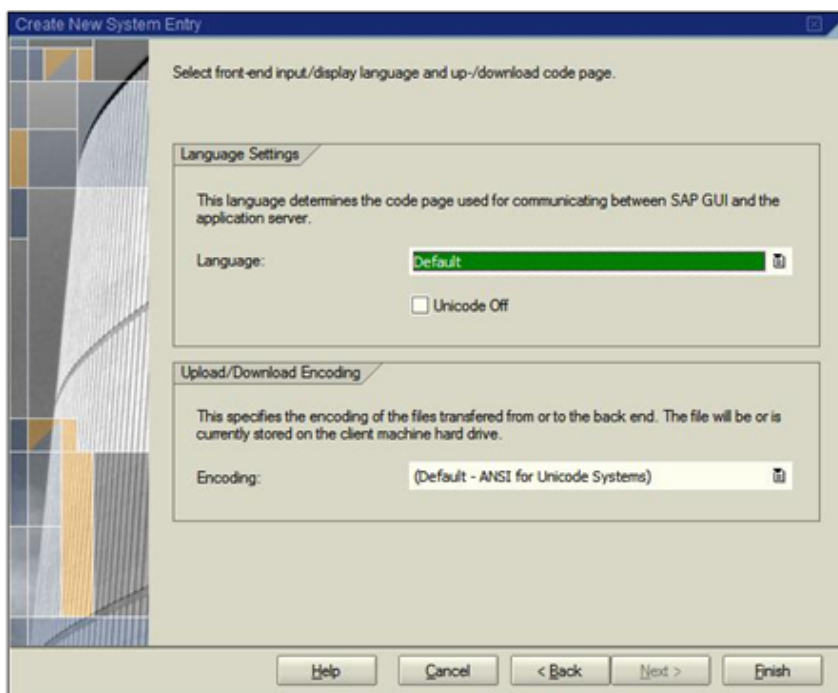 Create New System Entry
Select front-end input/display language and up-/download code page.
Language Settings
This language determines the code page used for communicating between SAP GUI and the
application server.
Language:
Default
Unicode Off
Upload/Download Encoding
This specifies the encoding of the files transfered from or to the back end. The file will be or is
currently stored on the client machine hard drive.
Encoding:
(Default - ANSI for Unicode Systems)
Help
Cancel
< Back
Next >
Finish